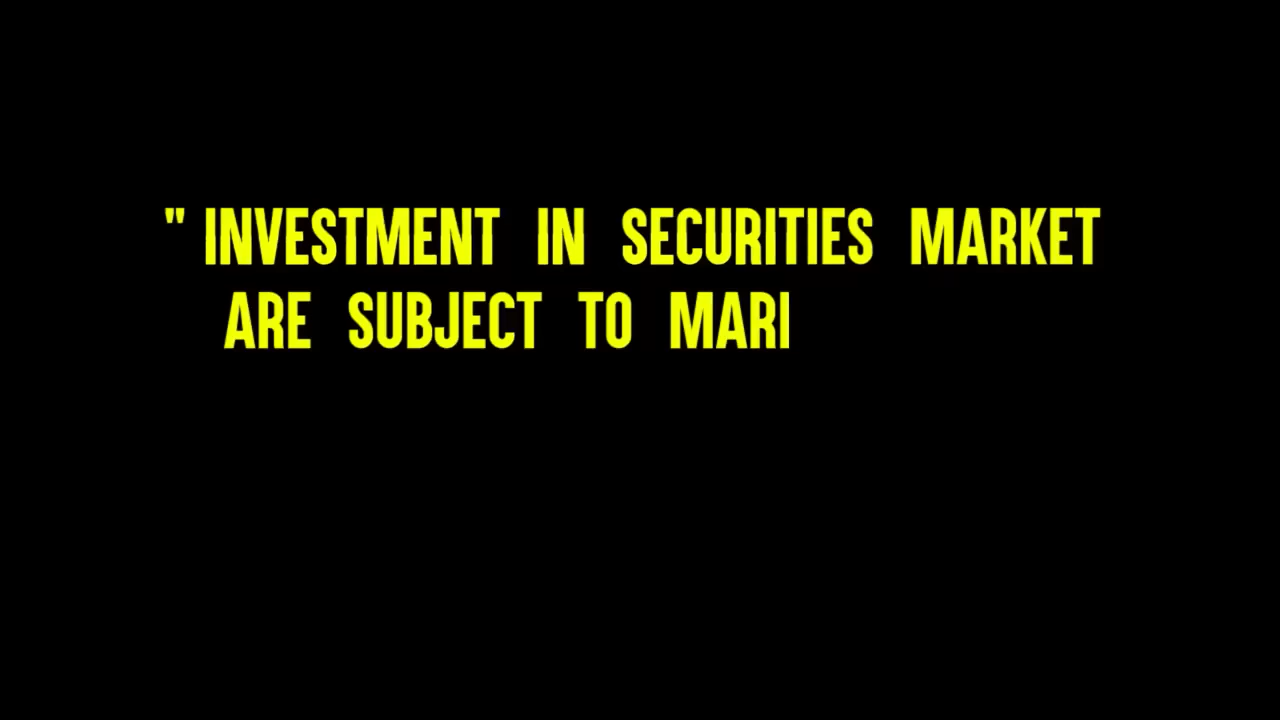 " INVESTMENT IN SECURITIES MARKET
ARE SUBJECT TO MARI